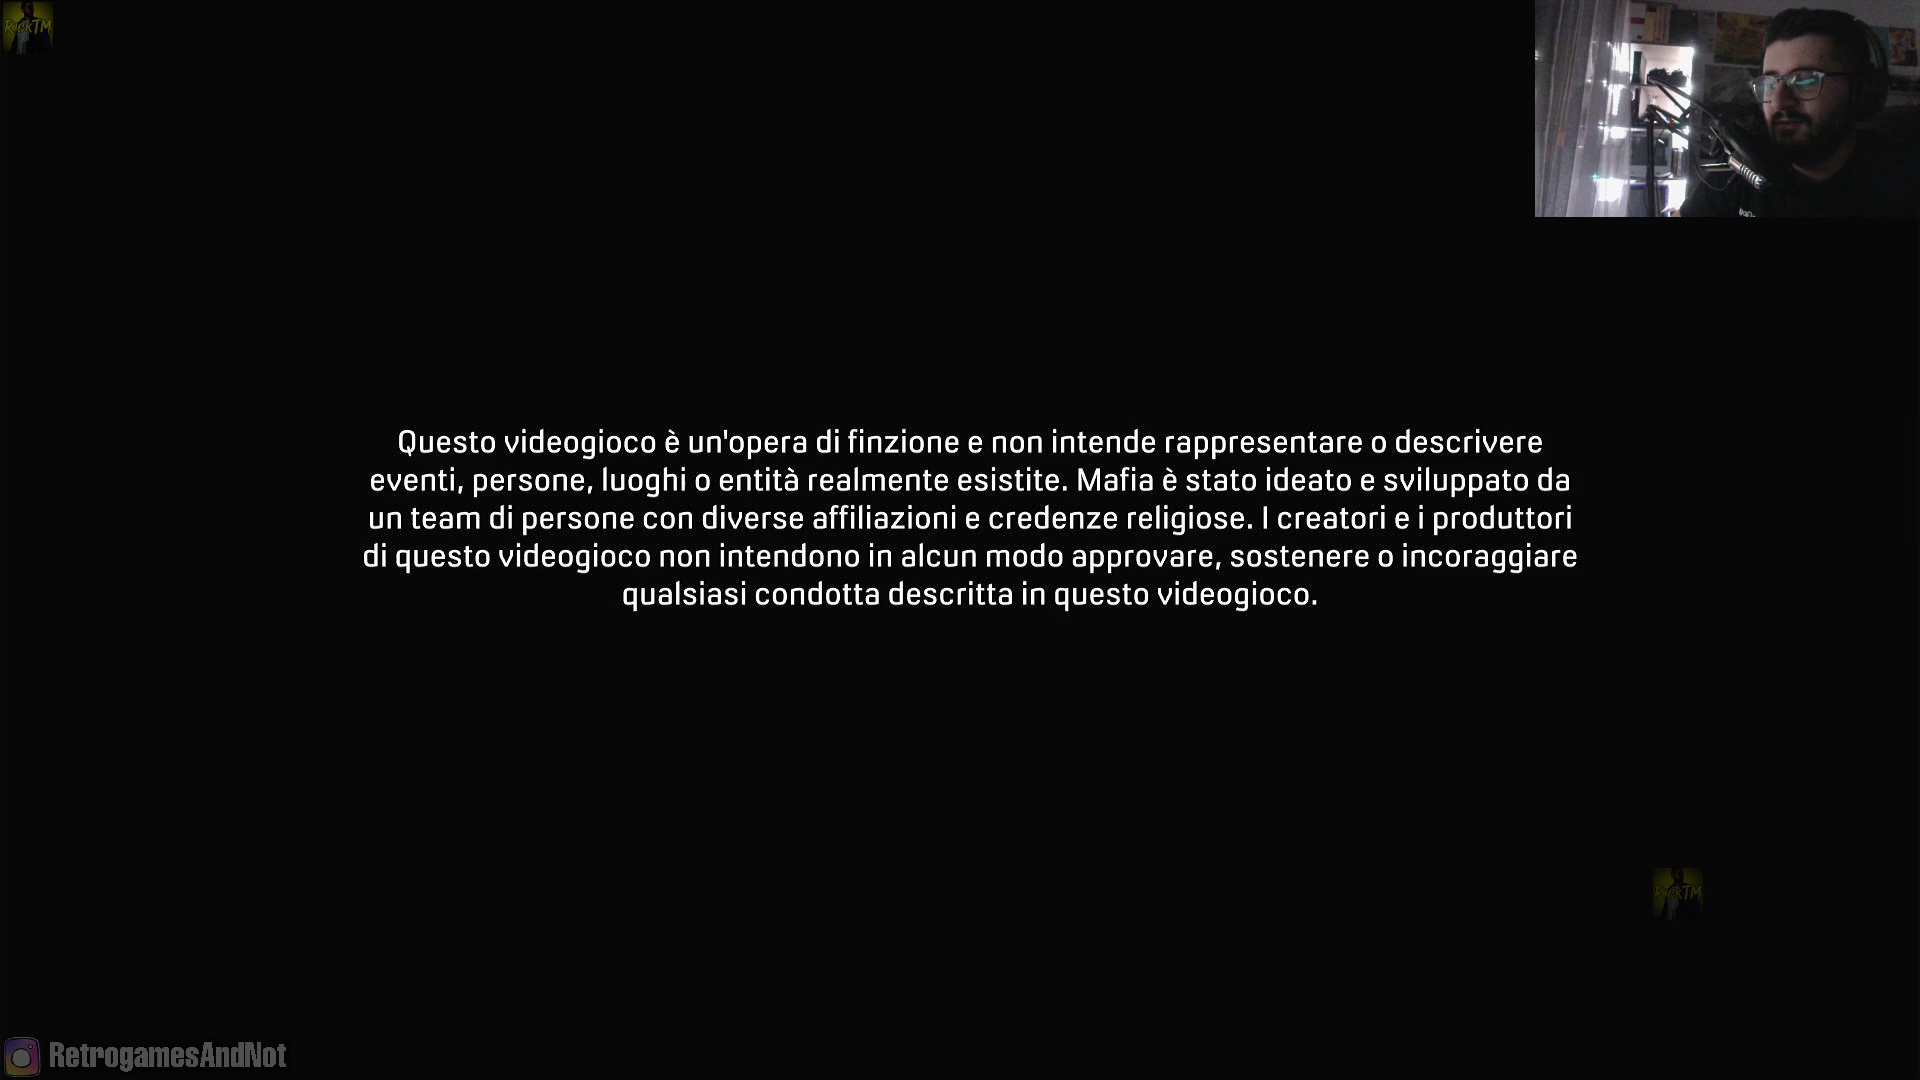 RickTM
Questo videogioco è un'opera di finzione e non intende rappresentare o descrivere
eventi, persone, luoghi o entità realmente esistite. Mafia è stato ideato e sviluppato da
un team di persone con diverse affiliazioni e credenze religiose. I creatori e i produttori
di questo videogioco non intendono in alcun modo approvare, sostenere o incoraggiare
qualsiasi condotta descritta in questo videogioco.
RickTM
RetrogamesAndNot